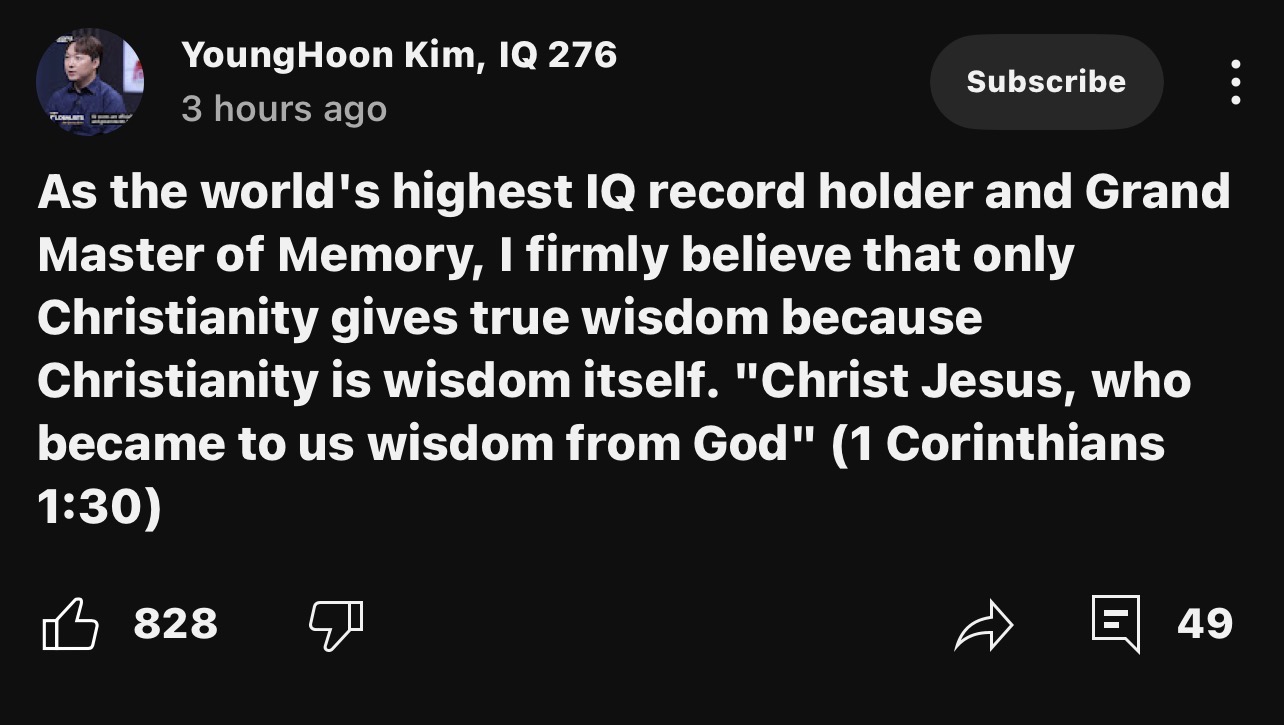 YoungHoon Kim, IQ 276
3 hours ago
Subscribe
As the world's highest IQ record holder and Grand
Master of Memory, I firmly believe that only
Christianity gives true wisdom because
Christianity is wisdom itself. "Christ Jesus, who
became to us wisdom from God" (1 Corinthians
1:30)
828
49